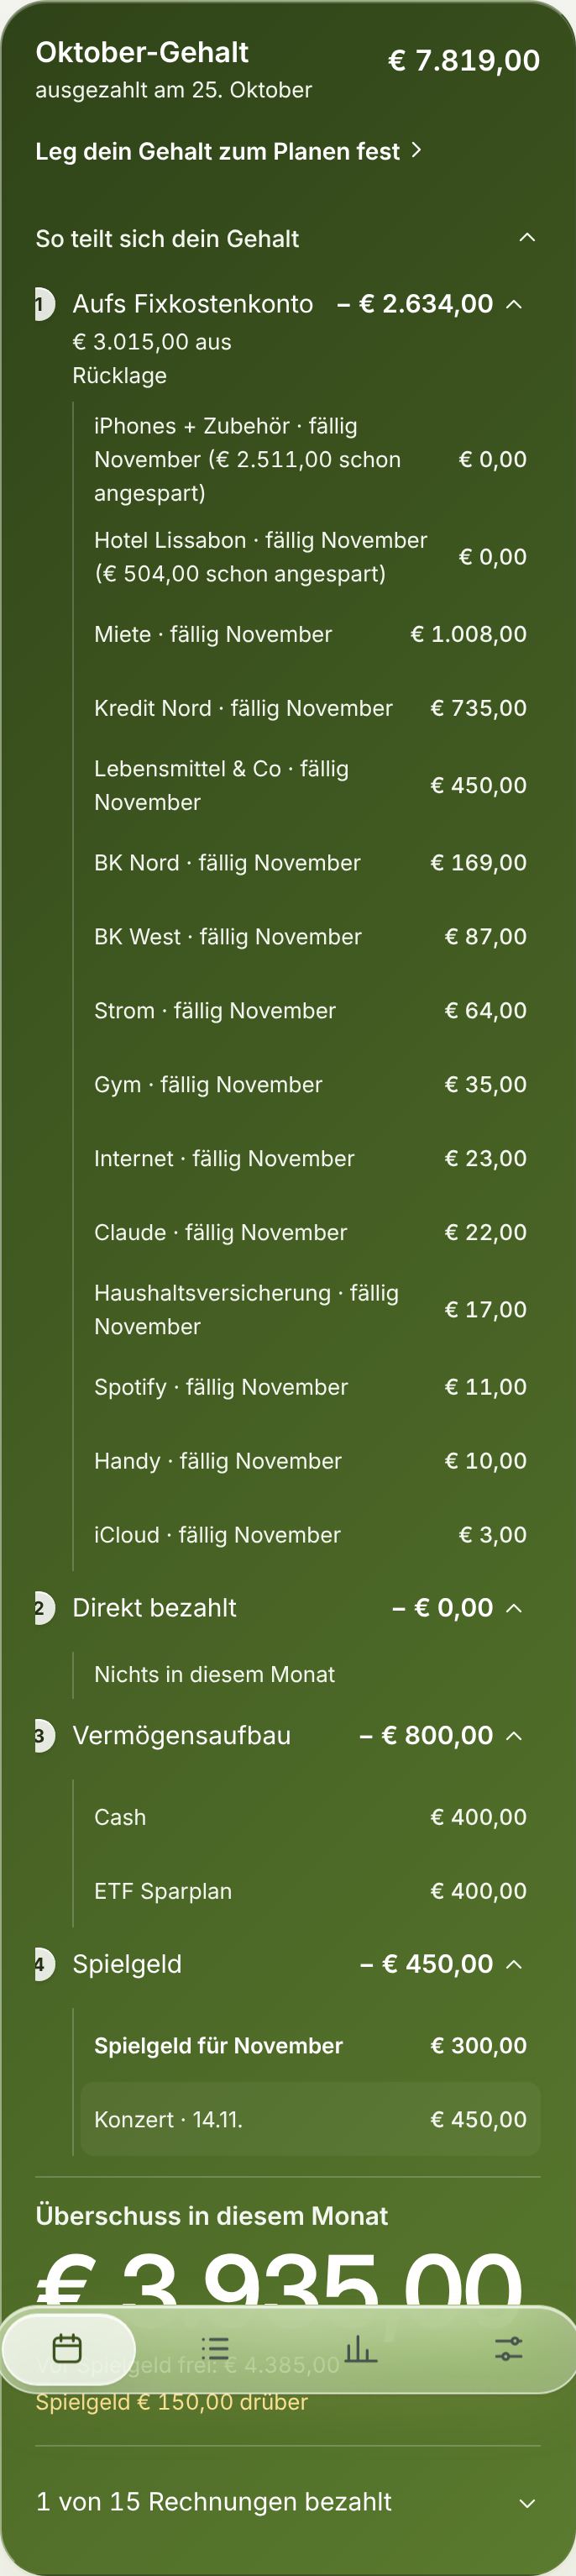 Oktober-Gehalt
€ 7.819,00
ausgezahlt am 25. Oktober
Leg dein Gehalt zum Planen fest
So teilt sich dein Gehalt
1 Aufs Fixkostenkonto – € 2.634,00
€ 3.015,00 aus
Rücklage
iPhones + Zubehör · fällig
November (€ 2.511,00 schon
angespart)
€ 0,00
Hotel Lissabon · fällig November
(€ 504,00 schon angespart)
€ 0,00
Miete · fällig November € 1.008,00
Kredit Nord · fällig November € 735,00
Lebensmittel & Co · fällig
November
€ 450,00
BK Nord · fällig November € 169,00
BK West · fällig November € 87,00
Strom · fällig November € 64,00
Gym · fällig November € 35,00
Internet · fällig November € 23,00
Claude · fällig November € 22,00
Haushaltsversicherung · fällig
November
€ 17,00
Spotify · fällig November € 11,00
Handy · fällig November € 10,00
iCloud · fällig November € 3,00
2 Direkt bezahlt – € 0,00
Nichts in diesem Monat
3 Vermögensaufbau – € 800,00
Cash € 400,00
ETF Sparplan € 400,00
4 Spielgeld – € 450,00
Spielgeld für November € 300,00
Konzert · 14.11. € 450,00
Überschuss in diesem Monat
€ 3.935,00
Vor Spielgeld frei: € 4.385,00
Spielgeld € 150,00 drüber
1 von 15 Rechnungen bezahlt